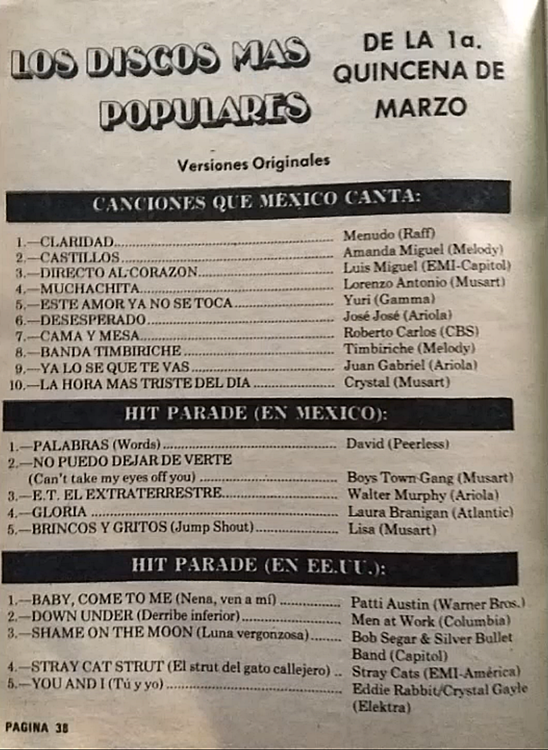 LOS DISCOS MAS POPULARES
DE LA 1a. QUINCENA DE MARZO
Versiones Originales
CANCIONES QUE MEXICO CANTA:
1.—CLARIDAD.......... Menudo (Raff)
2.—CASTILLOS.......... Amanda Miguel (Melody)
3.—DIRECTO AL CORAZON.......... Luis Miguel (EMI-Capitol)
4.—MUCHACHITA.......... Lorenzo Antonio (Musart)
5.—ESTE AMOR YA NO SE TOCA.......... Yuri (Gamma)
6.—DESESPERADO.......... José José (Ariola)
7.—CAMA Y MESA.......... Roberto Carlos (CBS)
8.—BANDA TIMBIRICHE.......... Timbiriche (Melody)
9.—YA LO SE QUE TE VAS.......... Juan Gabriel (Ariola)
10.—LA HORA MAS TRISTE DEL DIA.......... Crystal (Musart)
HIT PARADE (EN MEXICO):
1.—PALABRAS (Words).......... David (Peerless)
2.—NO PUEDO DEJAR DE VERTE
(Can't take my eyes off you).......... Boys Town Gang (Musart)
3.—E.T. EL EXTRATERRESTRE.......... Walter Murphy (Ariola)
4.—GLORIA.......... Laura Branigan (Atlantic)
5.—BRINCOS Y GRITOS (Jump Shout).......... Lisa (Musart)
HIT PARADE (EN EE.UU.):
1.—BABY, COME TO ME (Nena, ven a mí).......... Patti Austin (Warner Bros.)
2.—DOWN UNDER (Derribe inferior).......... Men at Work (Columbia)
3.—SHAME ON THE MOON (Luna vergonzosa)........ Bob Segar & Silver Bullet
Band (Capitol)
4.—STRAY CAT STRUT (El strut del gato callejero) .. Stray Cats (EMI-América)
5.—YOU AND I (Tú y yo).......... Eddie Rabbit/Crystal Gayle
(Elektra)
PAGINA 38